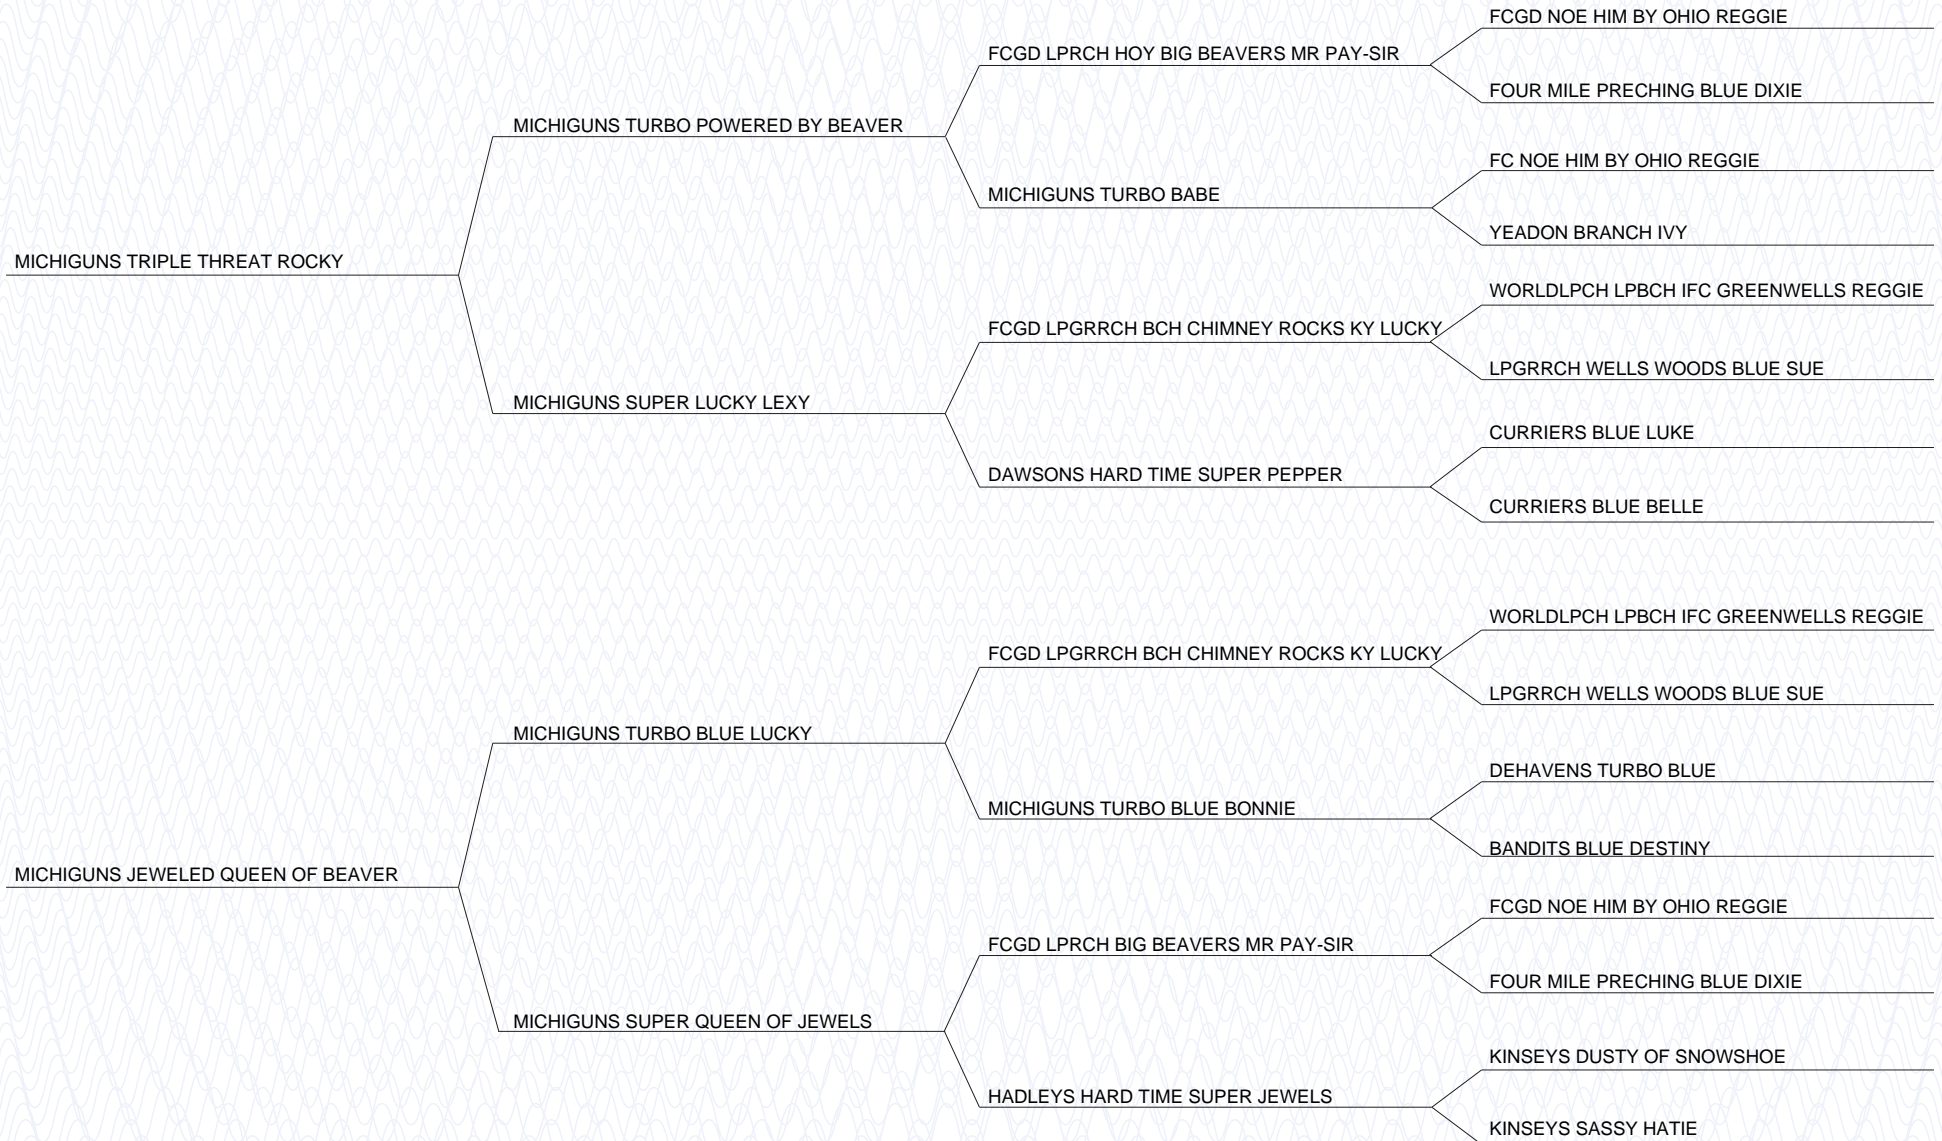 FCGD NOE HIM BY OHIO REGGIE
FCGD LPRCH HOY BIG BEAVERS MR PAY-SIR
FOUR MILE PRECHING BLUE DIXIE
MICHIGUNS TURBO POWERED BY BEAVER
FC NOE HIM BY OHIO REGGIE
MICHIGUNS TURBO BABE
YEADON BRANCH IVY
MICHIGUNS TRIPLE THREAT ROCKY
WORLDLPCH LPBCH IFC GREENWELLS REGGIE
FCGD LPGRRCH BCH CHIMNEY ROCKS KY LUCKY
LPGRRCH WELLS WOODS BLUE SUE
MICHIGUNS SUPER LUCKY LEXY
CURRIERS BLUE LUKE
DAWSONS HARD TIME SUPER PEPPER
CURRIERS BLUE BELLE
WORLDLPCH LPBCH IFC GREENWELLS REGGIE
FCGD LPGRRCH BCH CHIMNEY ROCKS KY LUCKY
LPGRRCH WELLS WOODS BLUE SUE
MICHIGUNS TURBO BLUE LUCKY
DEHAVENS TURBO BLUE
MICHIGUNS TURBO BLUE BONNIE
BANDITS BLUE DESTINY
MICHIGUNS JEWELED QUEEN OF BEAVER
FCGD NOE HIM BY OHIO REGGIE
FCGD LPRCH BIG BEAVERS MR PAY-SIR
FOUR MILE PRECHING BLUE DIXIE
MICHIGUNS SUPER QUEEN OF JEWELS
KINSEYS DUSTY OF SNOWSHOE
HADLEYS HARD TIME SUPER JEWELS
KINSEYS SASSY HATIE